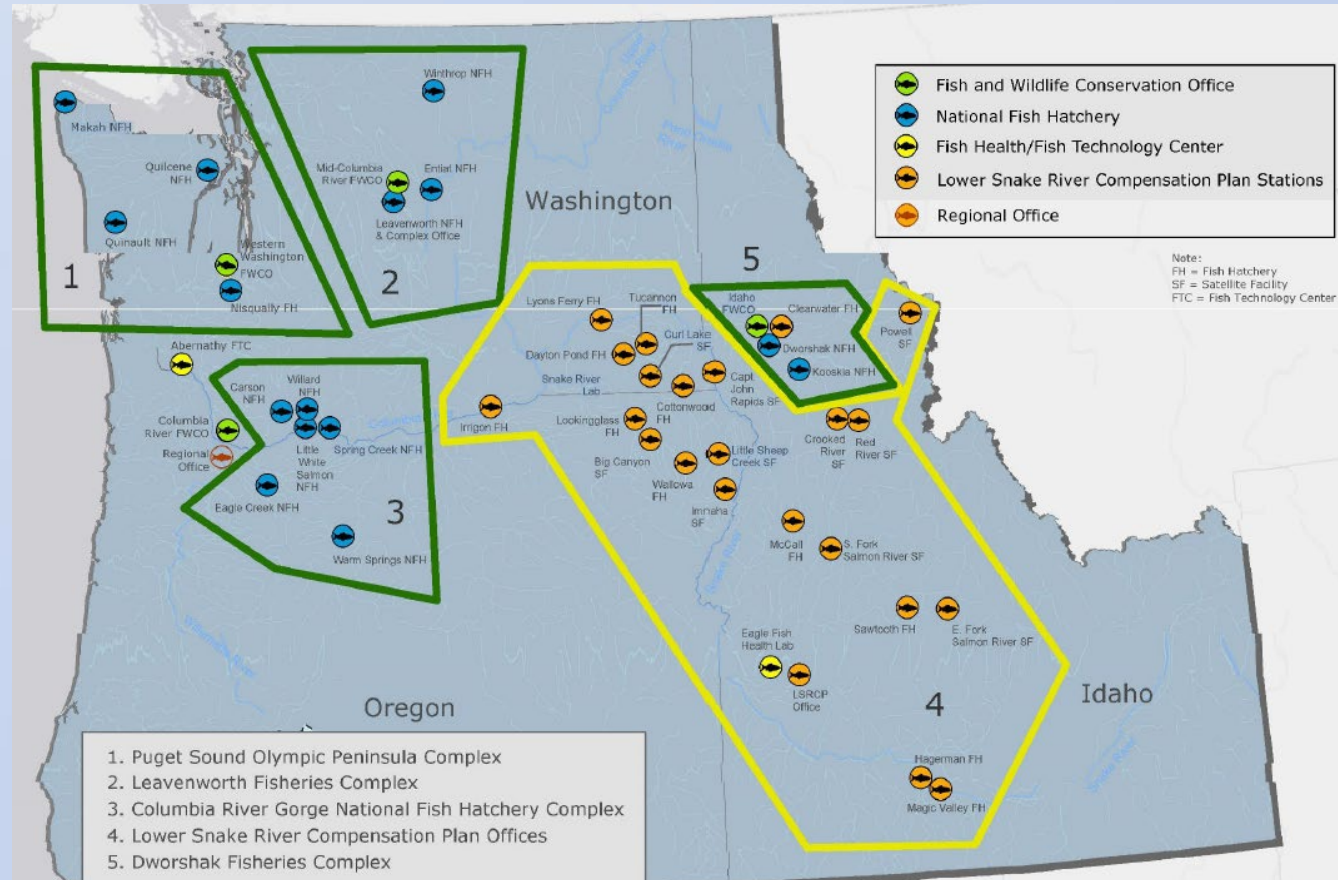 Makah NFH
Quilcene
NFH
Quinault NFH
Western
Washington
FWCO
Nisqually FH
1
Winthrop NFH
Mid-Columbia
River FWCO
Entiat NFH
Leavenworth NFH
& Complex Office
2
Washington
Fish and Wildlife Conservation Office
National Fish Hatchery
Fish Health/Fish Technology Center
Lower Snake River Compensation Plan Stations
Regional Office
Note:
FH = Fish Hatchery
SF = Satellite Facility
FTC = Fish Technology Center
Abernathy FTC
Carson
NFH
Willard
NFH
Columbia
River FWCO
Regional
Office
Little
White
Salmon
NFH
Spring Creek NFH
Eagle Creek NFH
3
Warm Springs NFH
Columbia River
Willamette River
5
Idaho
FWCO
Clearwater FH
Dworshak NFH
Kooskia NFH
Powell
SF
Lyons Ferry FH
Tucannon
FH
Curl Lake
SF
Dayton Pond FH
Snake River
Lab
Cottonwood
FH
Capt
John
Rapids SF
Irrigon FH
Lookingglass
FH
Big Canyon
SF
Wallowa
FH
Little Sheep
Creek SF
Imnaha
SF
Crooked
River
SF
Red
River SF
McCall
FH
S. Fork
Salmon River SF
Snake River
Sawtooth FH
E. Fork
Salmon River SF
Eagle Fish
Health Lab
LSRCP
Office
4
Hagerman FH
Magic Valley FH
Snake River
Oregon
Idaho
1. Puget Sound Olympic Peninsula Complex
2. Leavenworth Fisheries Complex
3. Columbia River Gorge National Fish Hatchery Complex
4. Lower Snake River Compensation Plan Offices
5. Dworshak Fisheries Complex